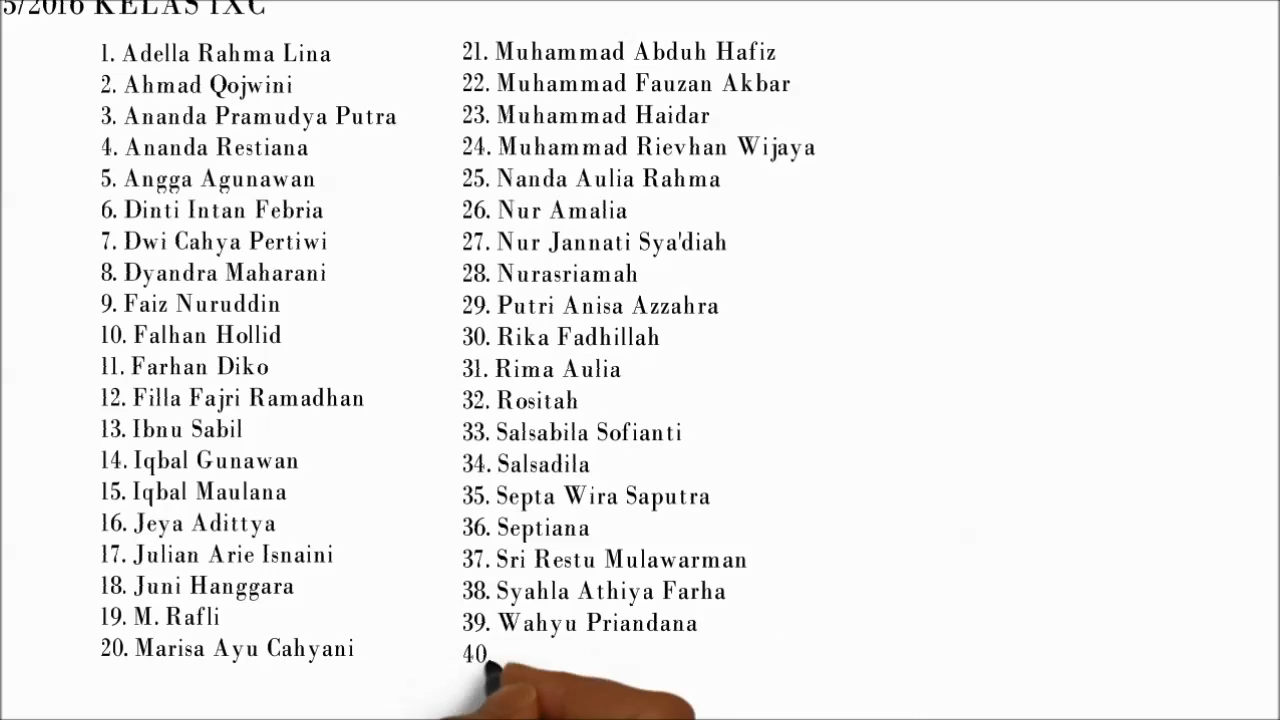 5/2016 KELAS IXC
1. Adella Rahma Lina
2. Ahmad Qojwini
3. Ananda Pramudya Putra
4. Ananda Restiana
5. Angga Agunawan
6. Dinti Intan Febria
7. Dwi Cahya Pertiwi
8. Dyandra Maharani
9. Faiz Nuruddin
10. Falhan Hollid
11. Farhan Diko
12. Filla Fajri Ramadhan
13. Ibnu Sabil
14. Iqbal Gunawan
15. Iqbal Maulana
16. Jeya Adittya
17. Julian Arie Isnaini
18. Juni Hanggara
19. M. Rafli
20. Marisa Ayu Cahyani
21. Muhammad Abduh Hafiz
22. Muhammad Fauzan Akbar
23. Muhammad Haidar
24. Muhammad Rievhan Wijaya
25. Nanda Aulia Rahma
26. Nur Amalia
27. Nur Jannati Sya'diah
28. Nurasriamah
29. Putri Anisa Azzahra
30. Rika Fadhillah
31. Rima Aulia
32. Rositah
33. Salsabila Sofianti
34. Salsadila
35. Septa Wira Saputra
36. Septiana
37. Sri Restu Mulawarman
38. Syahla Athiya Farha
39. Wahyu Priandana
40.